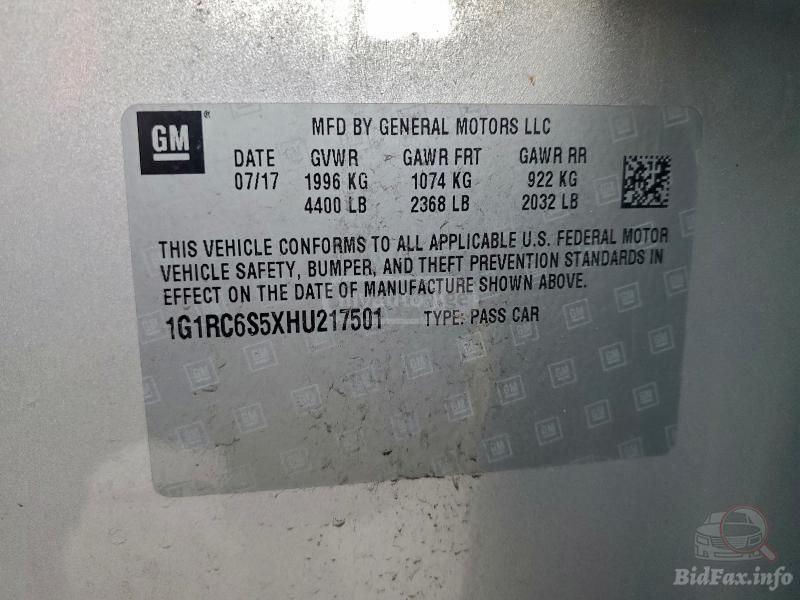 GM®
MFD BY GENERAL MOTORS LLC
DATE GVWR GAWR FRT GAWR RR
07/17 1996 KG 1074 KG 922 KG
4400 LB 2368 LB 2032 LB
THIS VEHICLE CONFORMS TO ALL APPLICABLE U.S. FEDERAL MOTOR
VEHICLE SAFETY, BUMPER, AND THEFT PREVENTION STANDARDS IN
EFFECT ON THE DATE OF MANUFACTURE SHOWN ABOVE.
1G1RC6S5XHU217501 TYPE: PASS CAR
BidFax.info